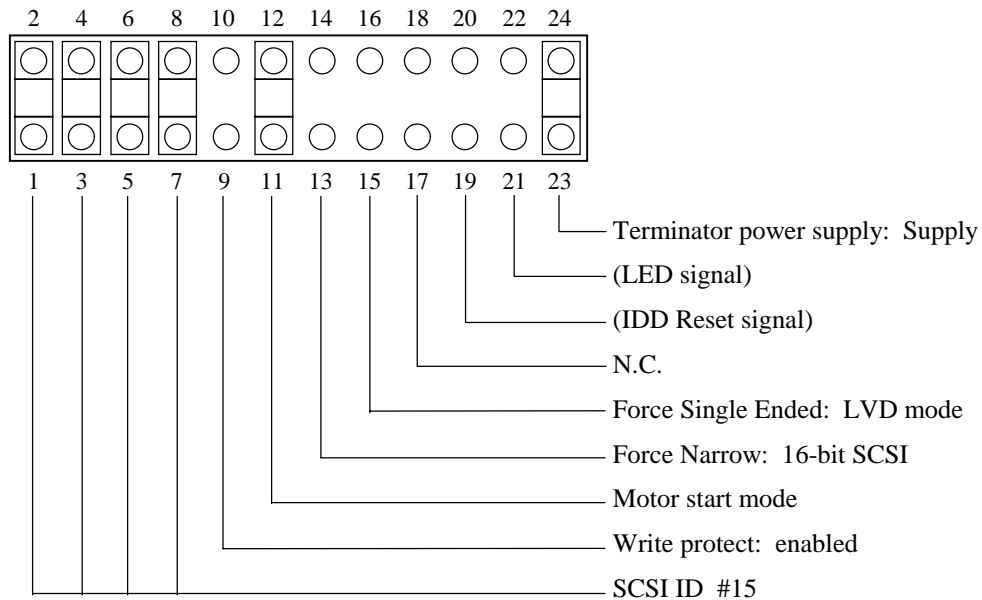 2 4 6 8 10 12 14 16 18 20 22 24
1 3 5 7 9 11 13 15 17 19 21 23
Terminator power supply: Supply
(LED signal)
(IDD Reset signal)
N.C.
Force Single Ended: LVD mode
Force Narrow: 16-bit SCSI
Motor start mode
Write protect: enabled
SCSI ID #15